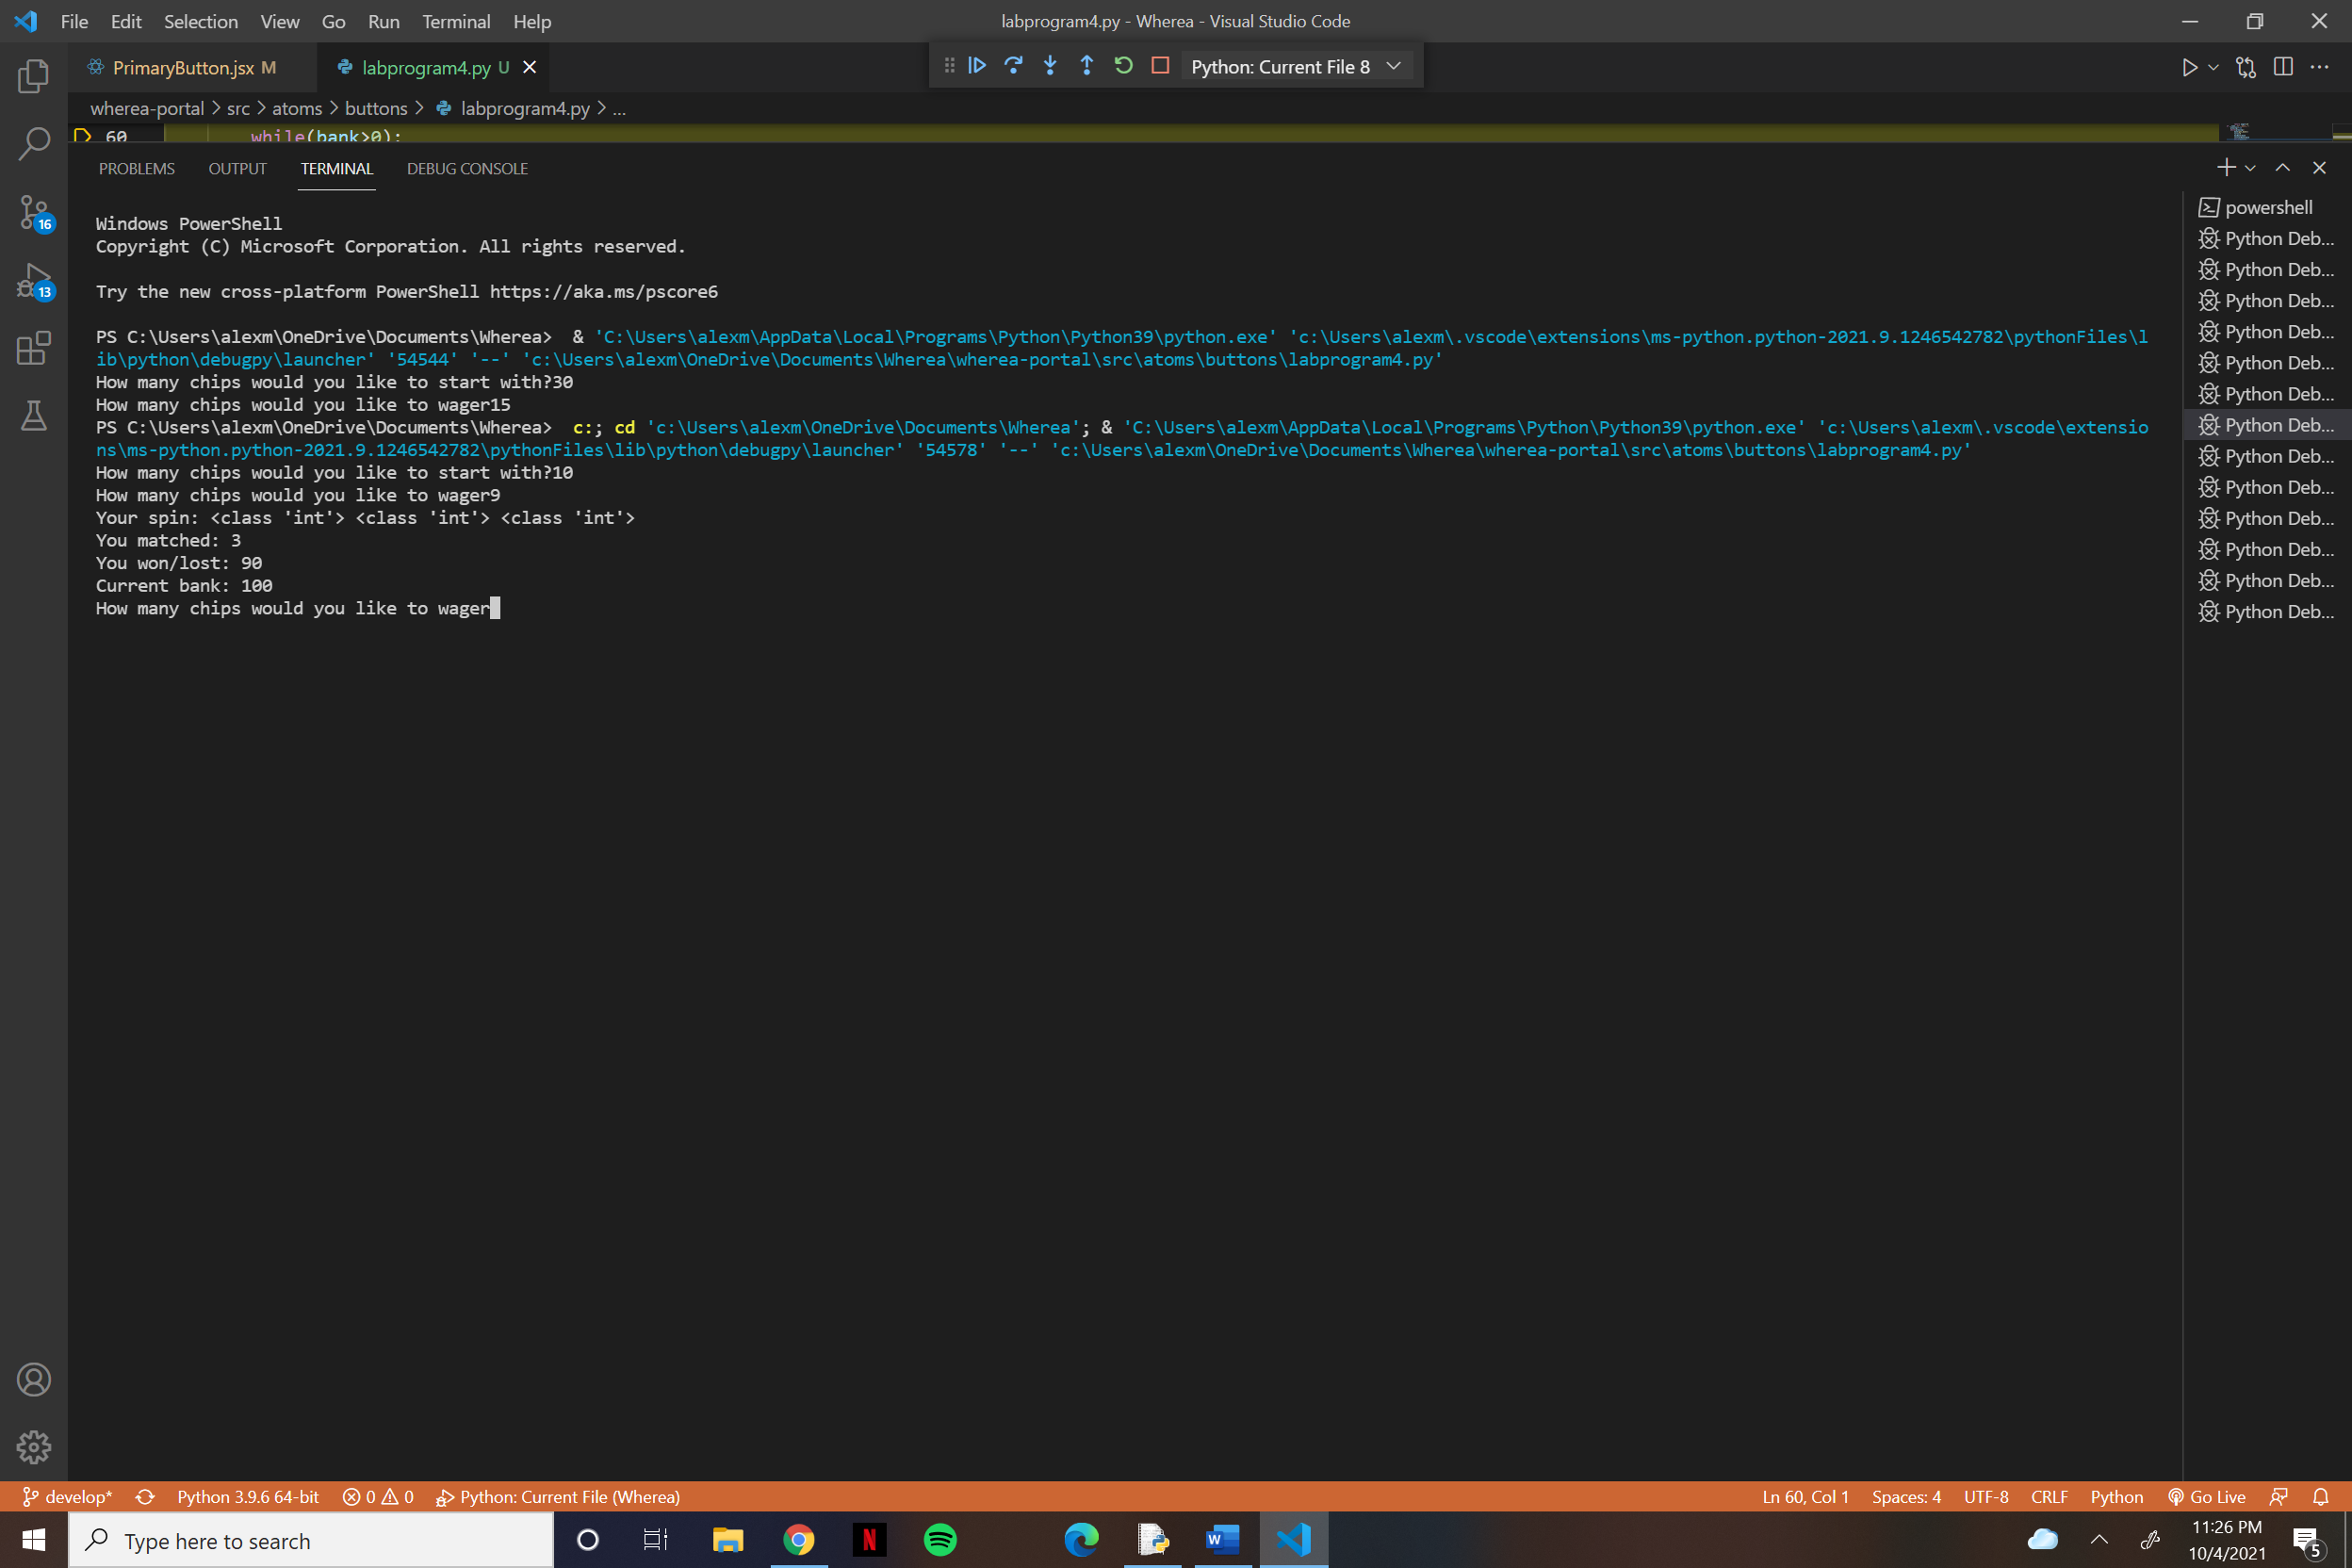 File Edit Selection View Go Run Terminal Help
labprogram4.py - Wherea - Visual Studio Code
PrimaryButton.jsx M
labprogram4.py U
Python: Current File 8
wherea-portal > src > atoms > buttons > labprogram4.py > ...
60 while(bank>0):
PROBLEMS OUTPUT TERMINAL DEBUG CONSOLE
16
13
Windows PowerShell
Copyright (C) Microsoft Corporation. All rights reserved.
Try the new cross-platform PowerShell https://aka.ms/pscore6
PS C:\Users\alexm\OneDrive\Documents\Wherea>  & 'C:\Users\alexm\AppData\Local\Programs\Python\Python39\python.exe' 'c:\Users\alexm\.vscode\extensions\ms-python.python-2021.9.1246542782\pythonFiles\l
ib\python\debugpy\launcher' '54544' '--' 'c:\Users\alexm\OneDrive\Documents\Wherea\wherea-portal\src\atoms\buttons\labprogram4.py'
How many chips would you like to start with?30
How many chips would you like to wager15
PS C:\Users\alexm\OneDrive\Documents\Wherea>  c:; cd 'c:\Users\alexm\OneDrive\Documents\Wherea'; & 'C:\Users\alexm\AppData\Local\Programs\Python\Python39\python.exe' 'c:\Users\alexm\.vscode\extensio
ns\ms-python.python-2021.9.1246542782\pythonFiles\lib\python\debugpy\launcher' '54578' '--' 'c:\Users\alexm\OneDrive\Documents\Wherea\wherea-portal\src\atoms\buttons\labprogram4.py'
How many chips would you like to start with?10
How many chips would you like to wager9
Your spin: <class 'int'> <class 'int'> <class 'int'>
You matched: 3
You won/lost: 90
Current bank: 100
How many chips would you like to wager
powershell
Python Deb...
Python Deb...
Python Deb...
Python Deb...
Python Deb...
Python Deb...
Python Deb...
Python Deb...
Python Deb...
Python Deb...
Python Deb...
Python Deb...
Python Deb...
develop* Python 3.9.6 64-bit 0 0 Python: Current File (Wherea)
Ln 60, Col 1 Spaces: 4 UTF-8 CRLF Python Go Live
Type here to search
N
W
11:26 PM
10/4/2021
5